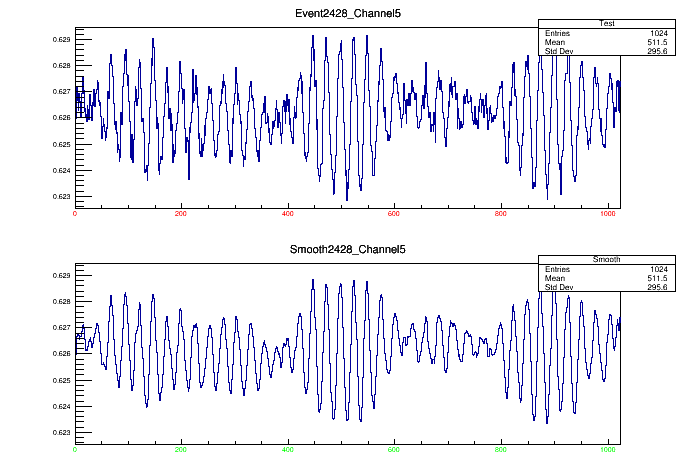 Event2428_Channel5
Test
Entries 1024
Mean 511.5
Std Dev 295.6
0.629
0.628
0.627
0.626
0.625
0.624
0.623
0 200 400 600 800 1000
Smooth2428_Channel5
Smooth
Entries 1024
Mean 511.5
Std Dev 295.6
0.629
0.628
0.627
0.626
0.625
0.624
0.623
0 200 400 600 800 1000